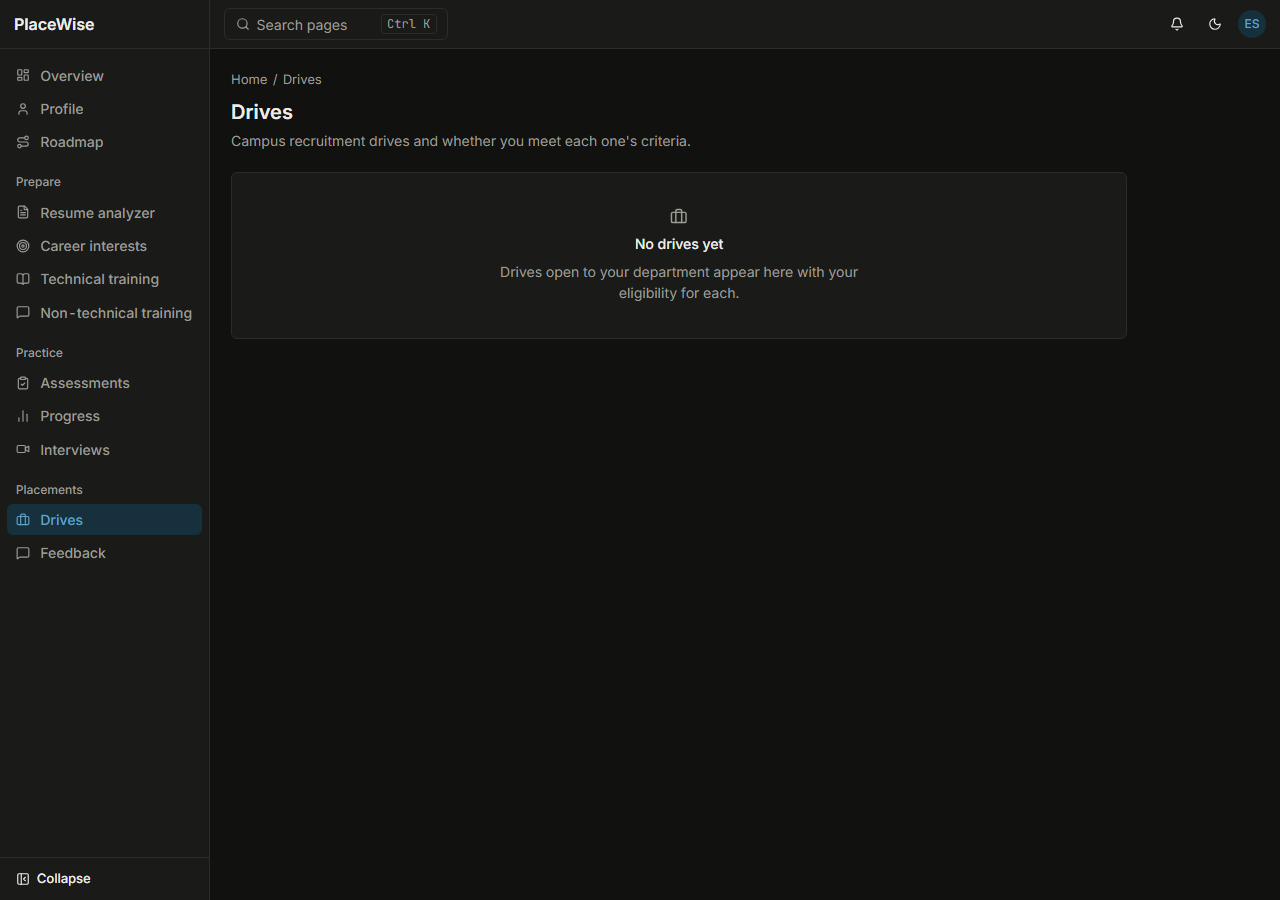 PlaceWise
Search pages
Ctrl K
ES
Overview
Profile
Roadmap
Prepare
Resume analyzer
Career interests
Technical training
Non-technical training
Practice
Assessments
Progress
Interviews
Placements
Drives
Feedback
Collapse
Home / Drives
Drives
Campus recruitment drives and whether you meet each one's criteria.
No drives yet
Drives open to your department appear here with your
eligibility for each.